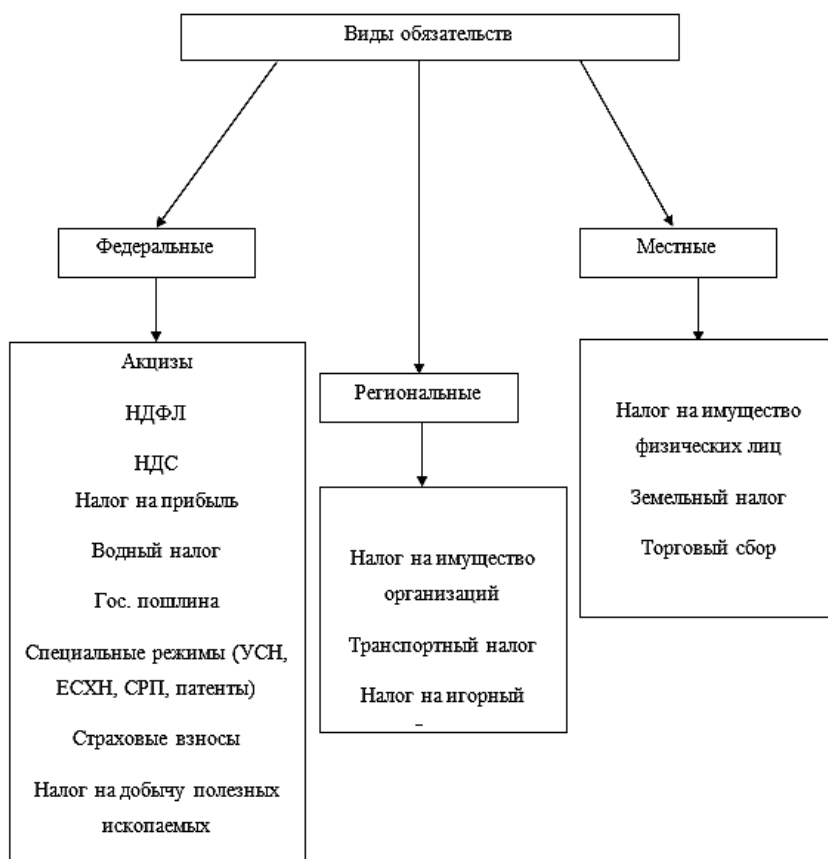 Виды обязательств
Федеральные
Акцизы
НДФЛ
НДС
Налог на прибыль
Водный налог
Гос. пошлина
Специальные режимы (УСН,
ЕСХН, СРП, патенты)
Страховые взносы
Налог на добычу полезных
ископаемых
Региональные
Налог на имущество
организаций
Транспортный налог
Налог на игорный
Местные
Налог на имущество
физических лиц
Земельный налог
Торговый сбор